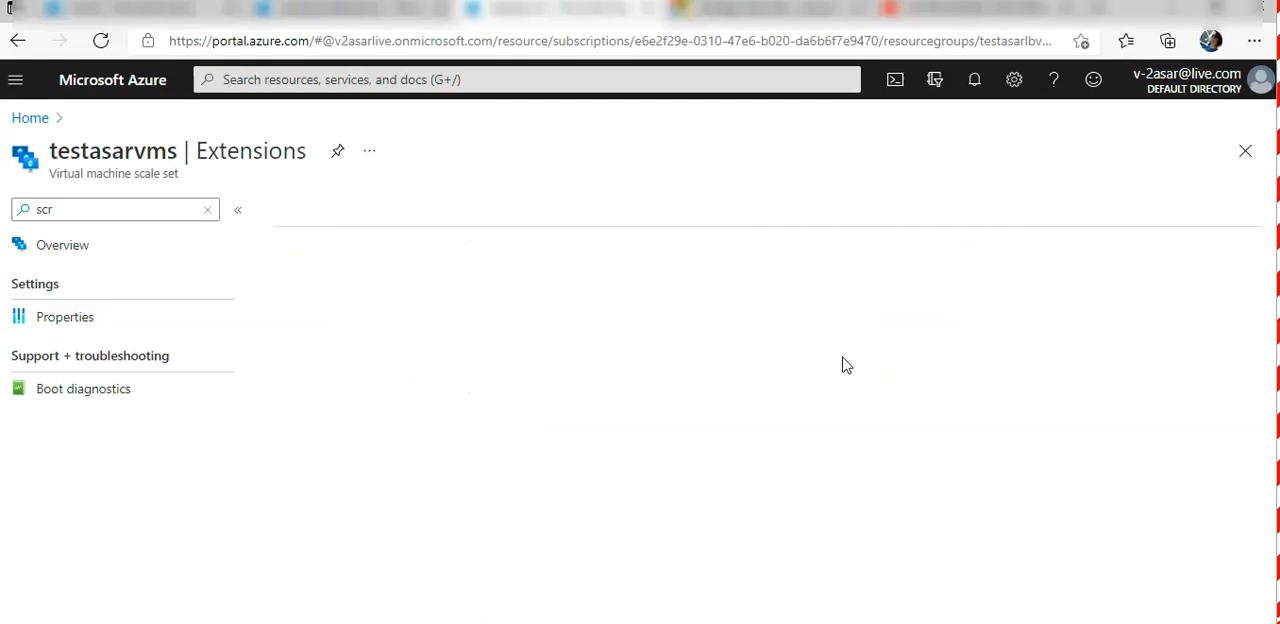 https://portal.azure.com/#@v2asarlive.onmicrosoft.com/resource/subscriptions/e6e2f29e-0310-47e6-b020-da6b6f7e9470/resourcegroups/testasarlbv...
Microsoft Azure
Search resources, services, and docs (G+/)
v-2asar@live.com
DEFAULT DIRECTORY
Home
testasarvms | Extensions
Virtual machine scale set
scr
Overview
Settings
Properties
Support + troubleshooting
Boot diagnostics